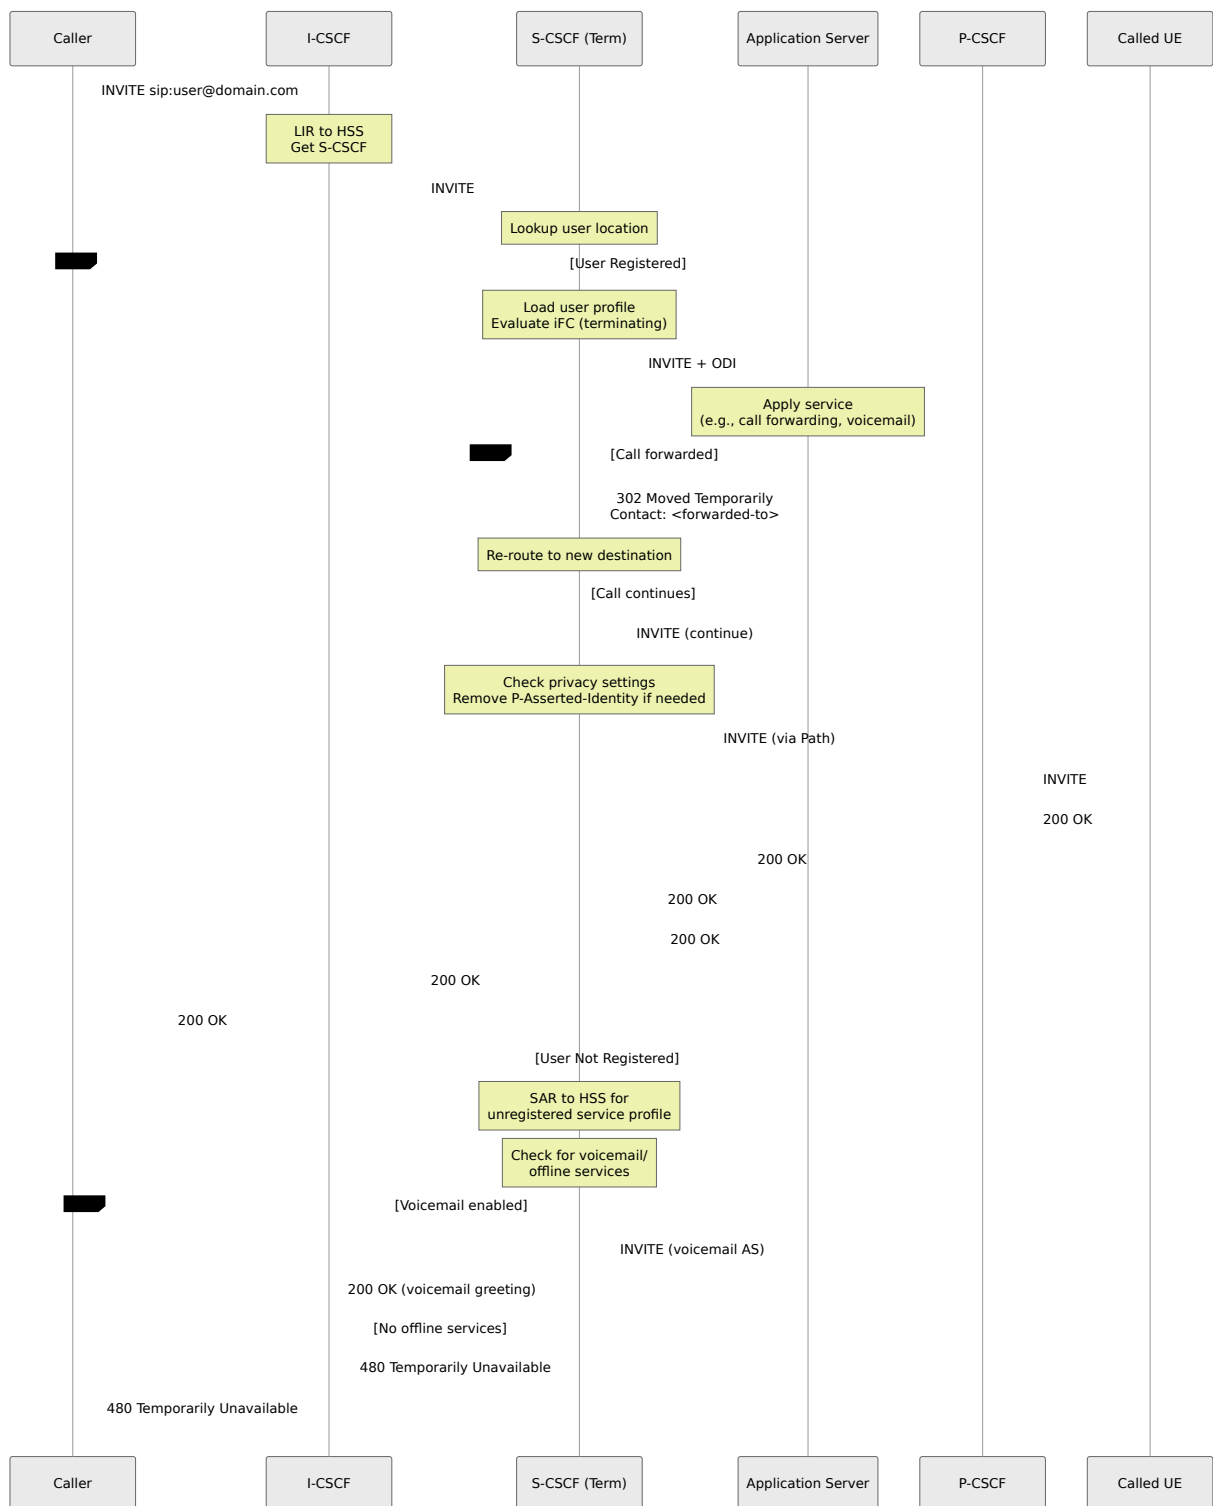 Caller
I-CSCF
S-CSCF (Term)
Application Server
P-CSCF
Called UE
INVITE sip:user@domain.com
LIR to HSS
Get S-CSCF
INVITE
Lookup user location
[User Registered]
Load user profile
Evaluate iFC (terminating)
INVITE + ODI
Apply service
(e.g., call forwarding, voicemail)
[Call forwarded]
302 Moved Temporarily
Contact: <forwarded-to>
Re-route to new destination
[Call continues]
INVITE (continue)
Check privacy settings
Remove P-Asserted-Identity if needed
INVITE (via Path)
INVITE
200 OK
200 OK
200 OK
200 OK
200 OK
200 OK
[User Not Registered]
SAR to HSS for
unregistered service profile
Check for voicemail/
offline services
[Voicemail enabled]
INVITE (voicemail AS)
200 OK (voicemail greeting)
[No offline services]
480 Temporarily Unavailable
480 Temporarily Unavailable
Caller
I-CSCF
S-CSCF (Term)
Application Server
P-CSCF
Called UE